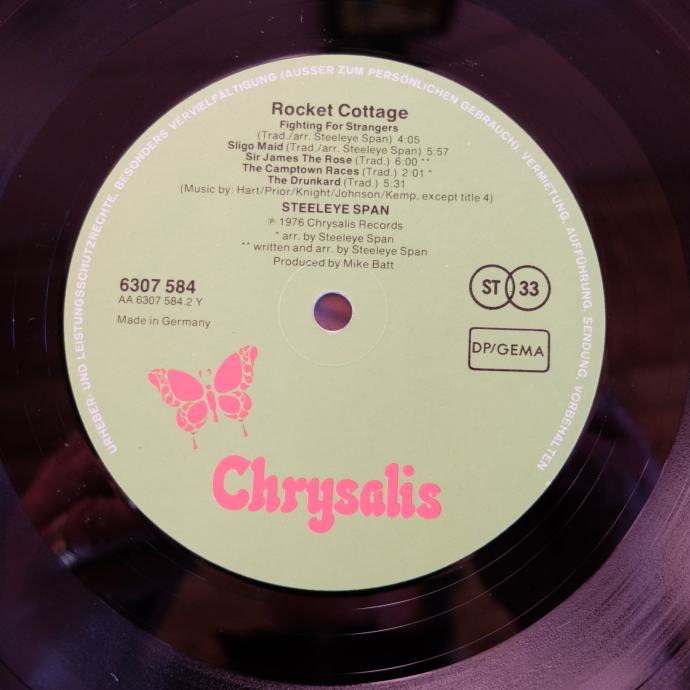 URHEBER- UND LEISTUNGSSCHUTZRECHTE, BESONDERS VERVIELFÄLTIGUNG (AUSSER ZUM PERSÖNLICHEN GEBRAUCH), VERMIETUNG, AUFFÜHRUNG, SENDUNG, VORBEHALTEN
Rocket Cottage
Fighting For Strangers
(Trad./arr. Steeleye Span) 4:05
Sligo Maid (Trad./arr. Steeleye Span) 5:57
Sir James The Rose (Trad.) 6:00 **
The Camptown Races (Trad.) 2:01 *
The Drunkard (Trad.) 5:31
(Music by: Hart/Prior/Knight/Johnson/Kemp, except title 4)
STEELEYE SPAN
℗ 1976 Chrysalis Records
* arr. by Steeleye Span
** written and arr. by Steeleye Span
Produced by Mike Batt
6307 584
AA 6307 584.2 Y
Made in Germany
ST 33
DP/GEMA
Chrysalis